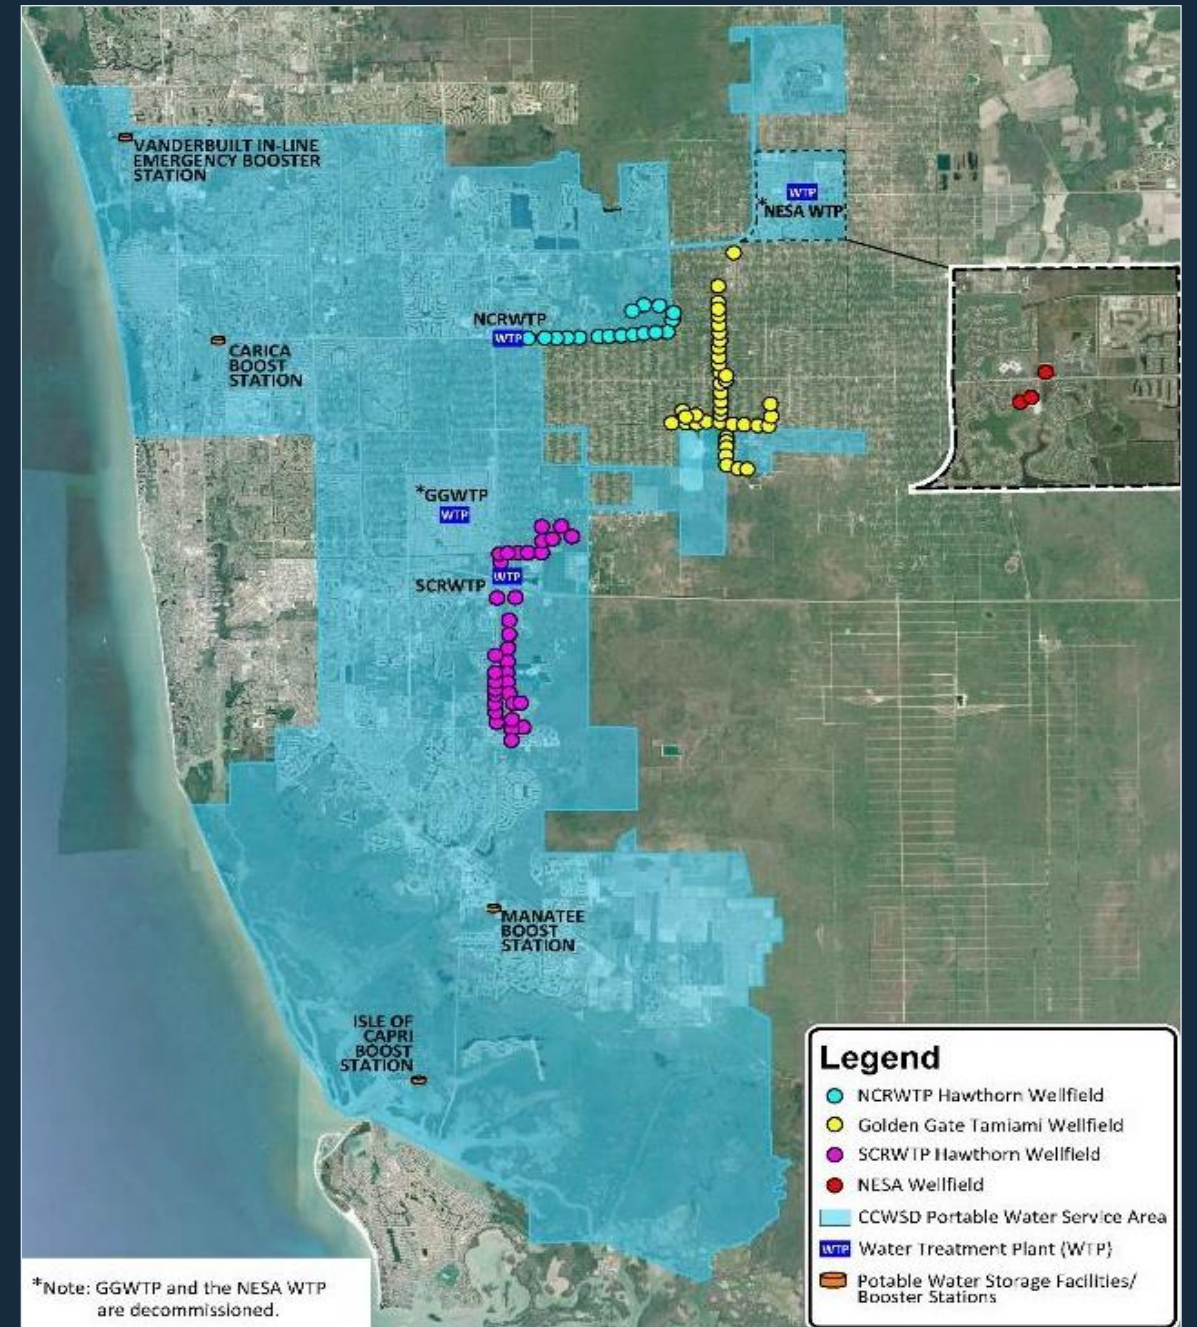 VANDERBUILT IN-LINE
EMERGENCY BOOSTER
STATION
WTP
*NESA WTP
NCRWTP
WTP
CARICA
BOOST
STATION
*GGWTP
WTP
SCRWTP
WTP
MANATEE
BOOST
STATION
ISLE OF
CAPRI
BOOST
STATION
Legend
NCRWTP Hawthorn Wellfield
Golden Gate Tamiami Wellfield
SCRWTP Hawthorn Wellfield
NESA Wellfield
CCWSD Portable Water Service Area
WTP Water Treatment Plant (WTP)
Potable Water Storage Facilities/
Booster Stations
*Note: GGWTP and the NESA WTP
are decommissioned.